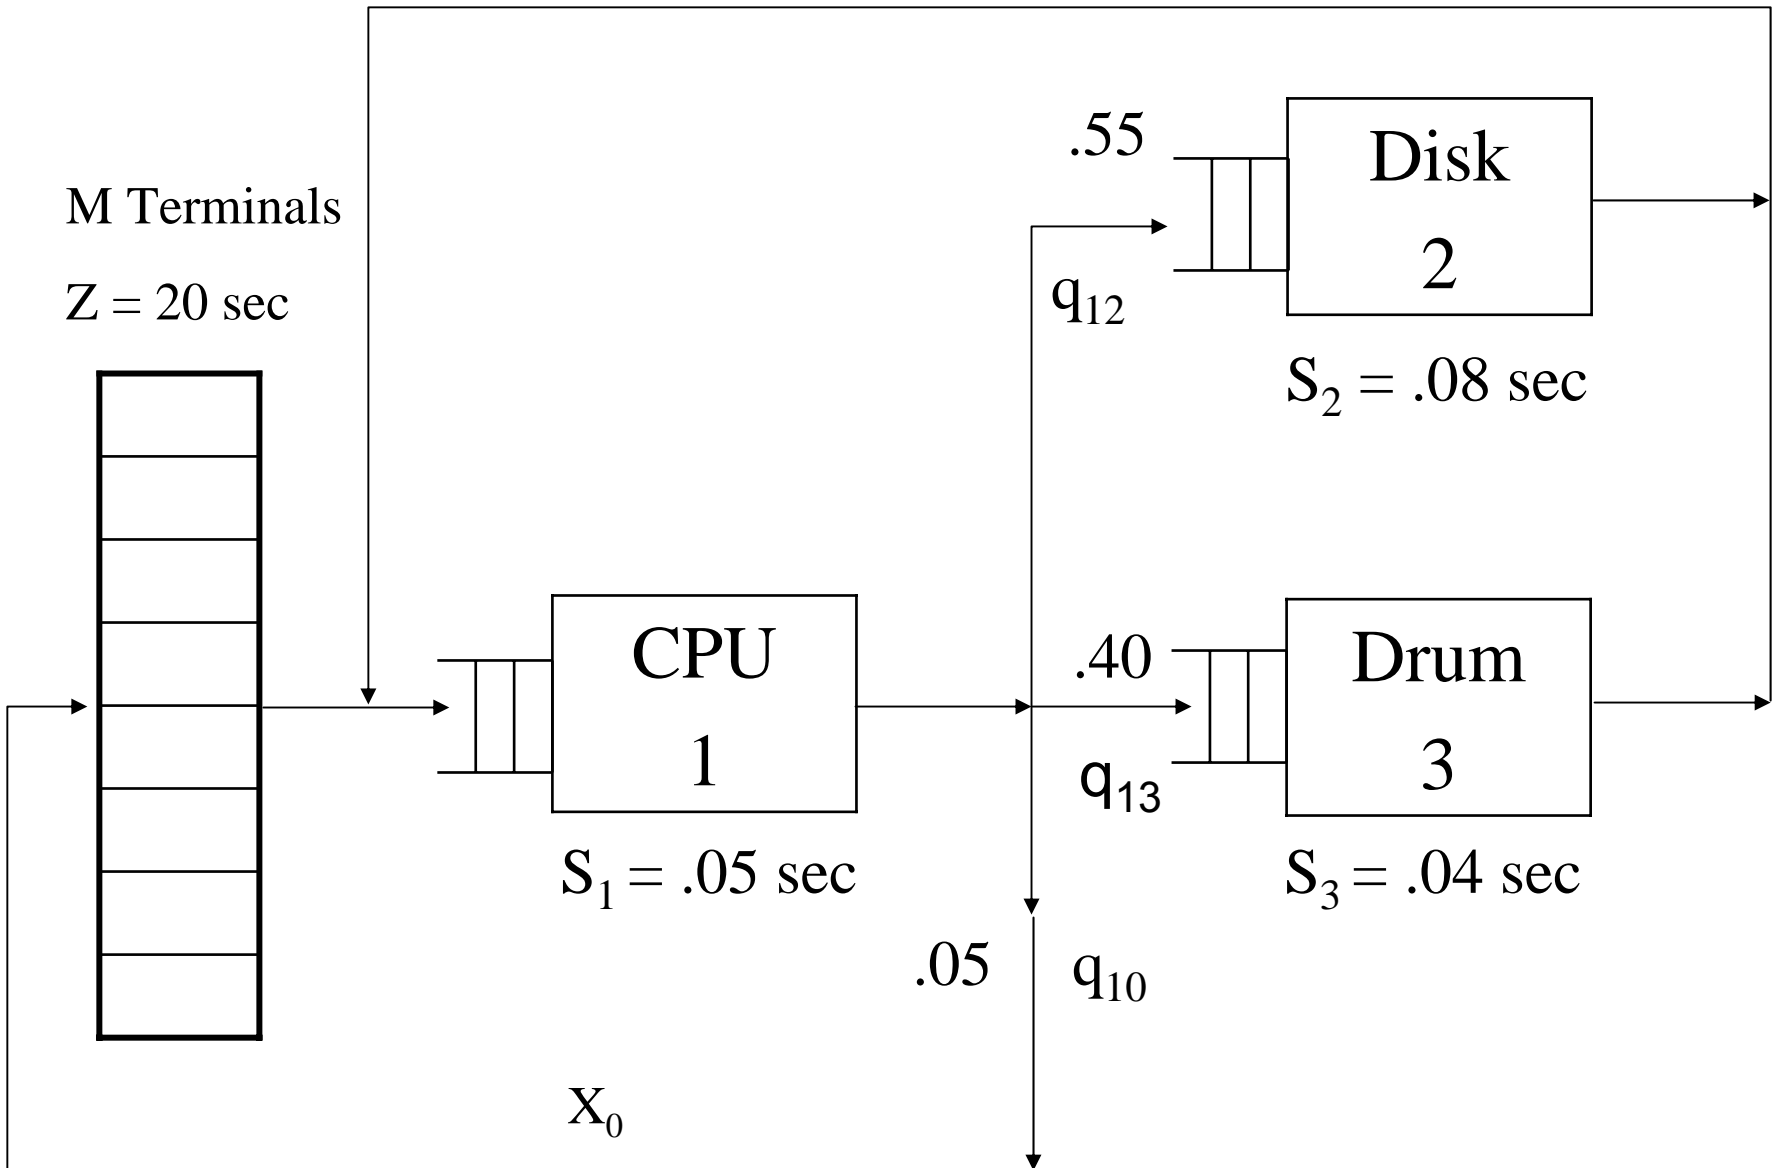 .55
Disk
2
M Terminals
Z = 20 sec
q₁₂
S₂ = .08 sec
CPU
1
.40
Drum
3
q₁₃
S₁ = .05 sec
S₃ = .04 sec
.05
q₁₀
X₀